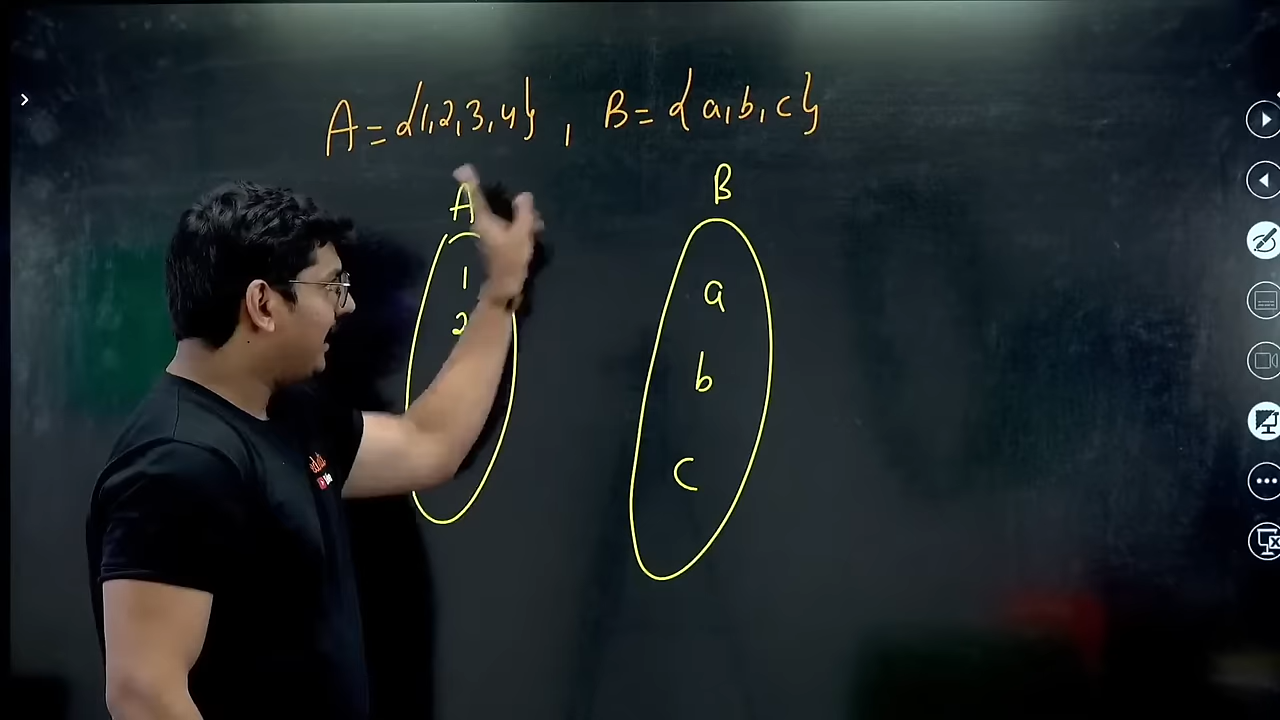 A = {1,2,3,4} , B = {a,b,c}
A
B
1
2
a
b
c